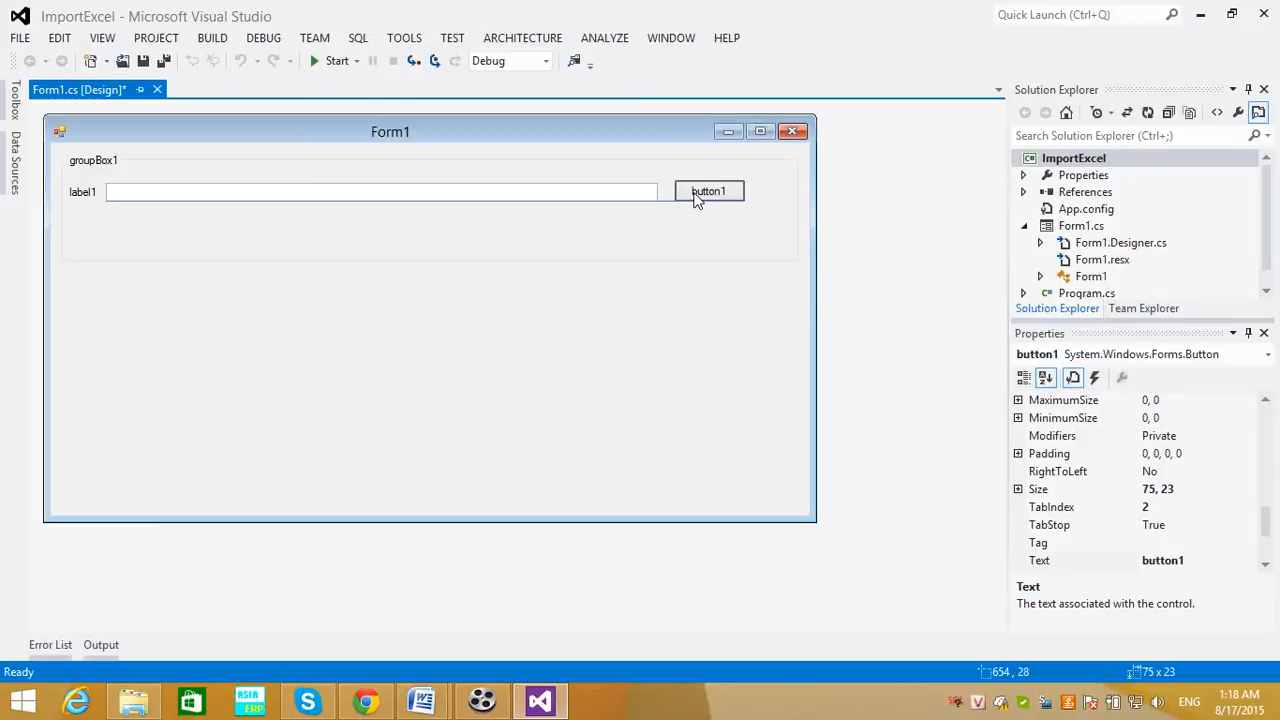 ImportExcel - Microsoft Visual Studio
Quick Launch (Ctrl+Q)
FILE EDIT VIEW PROJECT BUILD DEBUG TEAM SQL TOOLS TEST ARCHITECTURE ANALYZE WINDOW HELP
Start Debug
Toolbox
Data Sources
Form1.cs [Design]*
Form1
groupBox1
label1
button1
Solution Explorer
Search Solution Explorer (Ctrl+;)
ImportExcel
Properties
References
App.config
Form1.cs
Form1.Designer.cs
Form1.resx
Form1
Program.cs
Solution Explorer Team Explorer
Properties
button1 System.Windows.Forms.Button
MaximumSize 0, 0
MinimumSize 0, 0
Modifiers Private
Padding 0, 0, 0, 0
RightToLeft No
Size 75, 23
TabIndex 2
TabStop True
Tag
Text button1
Text
The text associated with the control.
Error List Output
Ready 654 , 28 75 x 23
ASIA
ERP
ENG
1:18 AM
8/17/2015